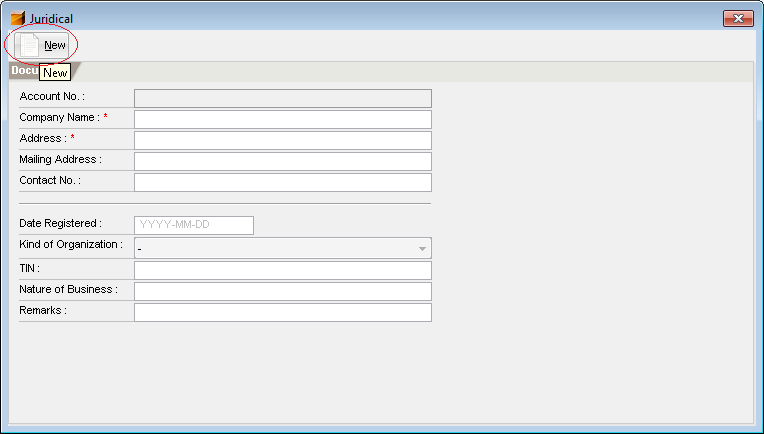 Juridical
New
Docu
New
Account No. :
Company Name : *
Address : *
Mailing Address :
Contact No. :
Date Registered : YYYY-MM-DD
Kind of Organization : -
TIN :
Nature of Business :
Remarks :